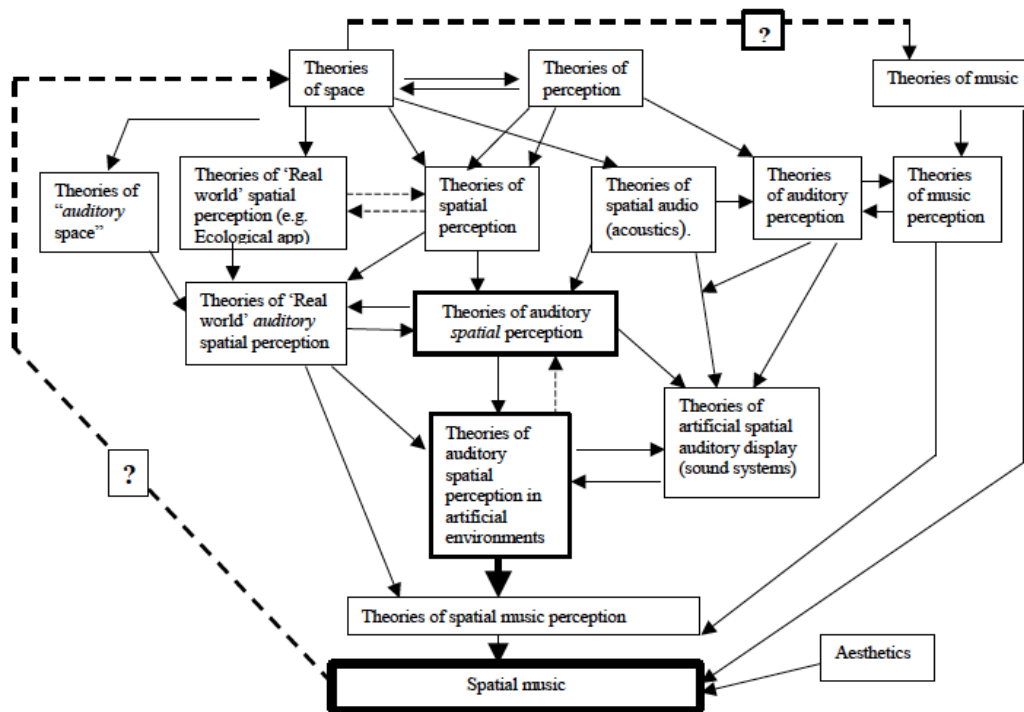 ?
Theories
of space
Theories of
perception
Theories of music
Theories of
“auditory
space”
Theories of ‘Real
world’ spatial
perception (e.g.
Ecological app)
Theories of
spatial
perception
Theories of
spatial audio
(acoustics).
Theories
of auditory
perception
Theories
of music
perception
Theories of ‘Real
world’ auditory
spatial perception
Theories of auditory
spatial perception
Theories of
artificial spatial
auditory display
(sound systems)
Theories of
auditory
spatial
perception in
artificial
environments
?
Theories of spatial music perception
Aesthetics
Spatial music